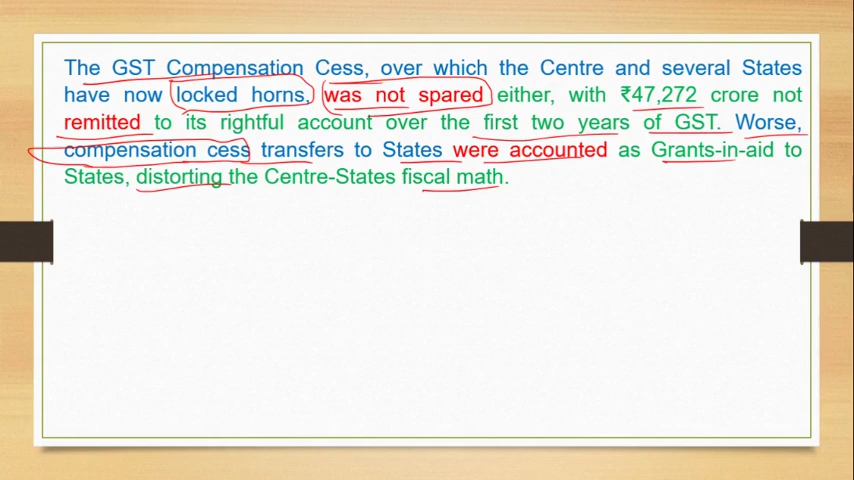 The GST Compensation Cess, over which the Centre and several States
have now locked horns, was not spared either, with ₹47,272 crore not
remitted to its rightful account over the first two years of GST. Worse,
compensation cess transfers to States were accounted as Grants-in-aid to
States, distorting the Centre-States fiscal math.